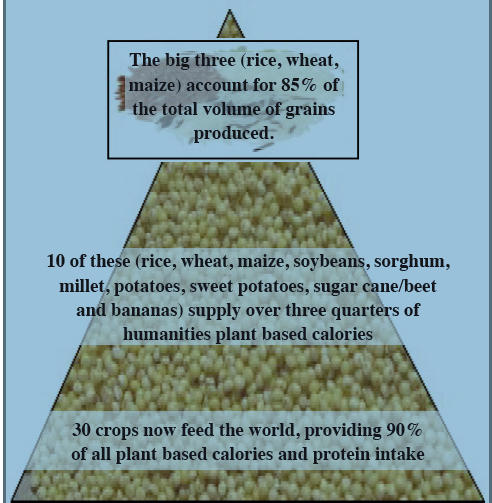 The big three (rice, wheat,
maize) account for 85% of
the total volume of grains
produced.
10 of these (rice, wheat, maize, soybeans, sorghum,
millet, potatoes, sweet potatoes, sugar cane/beet
and bananas) supply over three quarters of
humanities plant based calories
30 crops now feed the world, providing 90%
of all plant based calories and protein intake